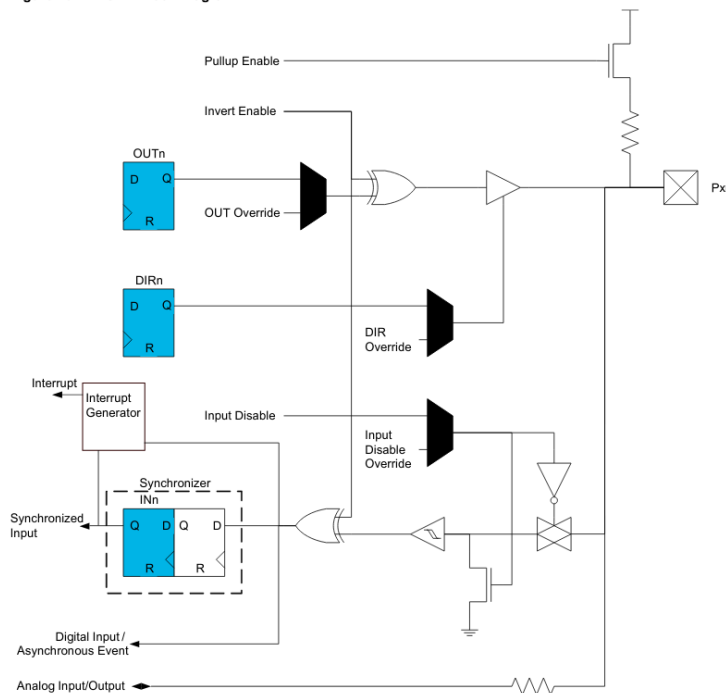 Pullup Enable
Invert Enable
OUTn
D Q
R
OUT Override
Px
DIRn
D Q
R
DIR
Override
Interrupt
Interrupt
Generator
Input Disable
Input
Disable
Override
Synchronizer
INn
Synchronized
Input
Q D Q D
R R
Digital Input /
Asynchronous Event
Analog Input/Output